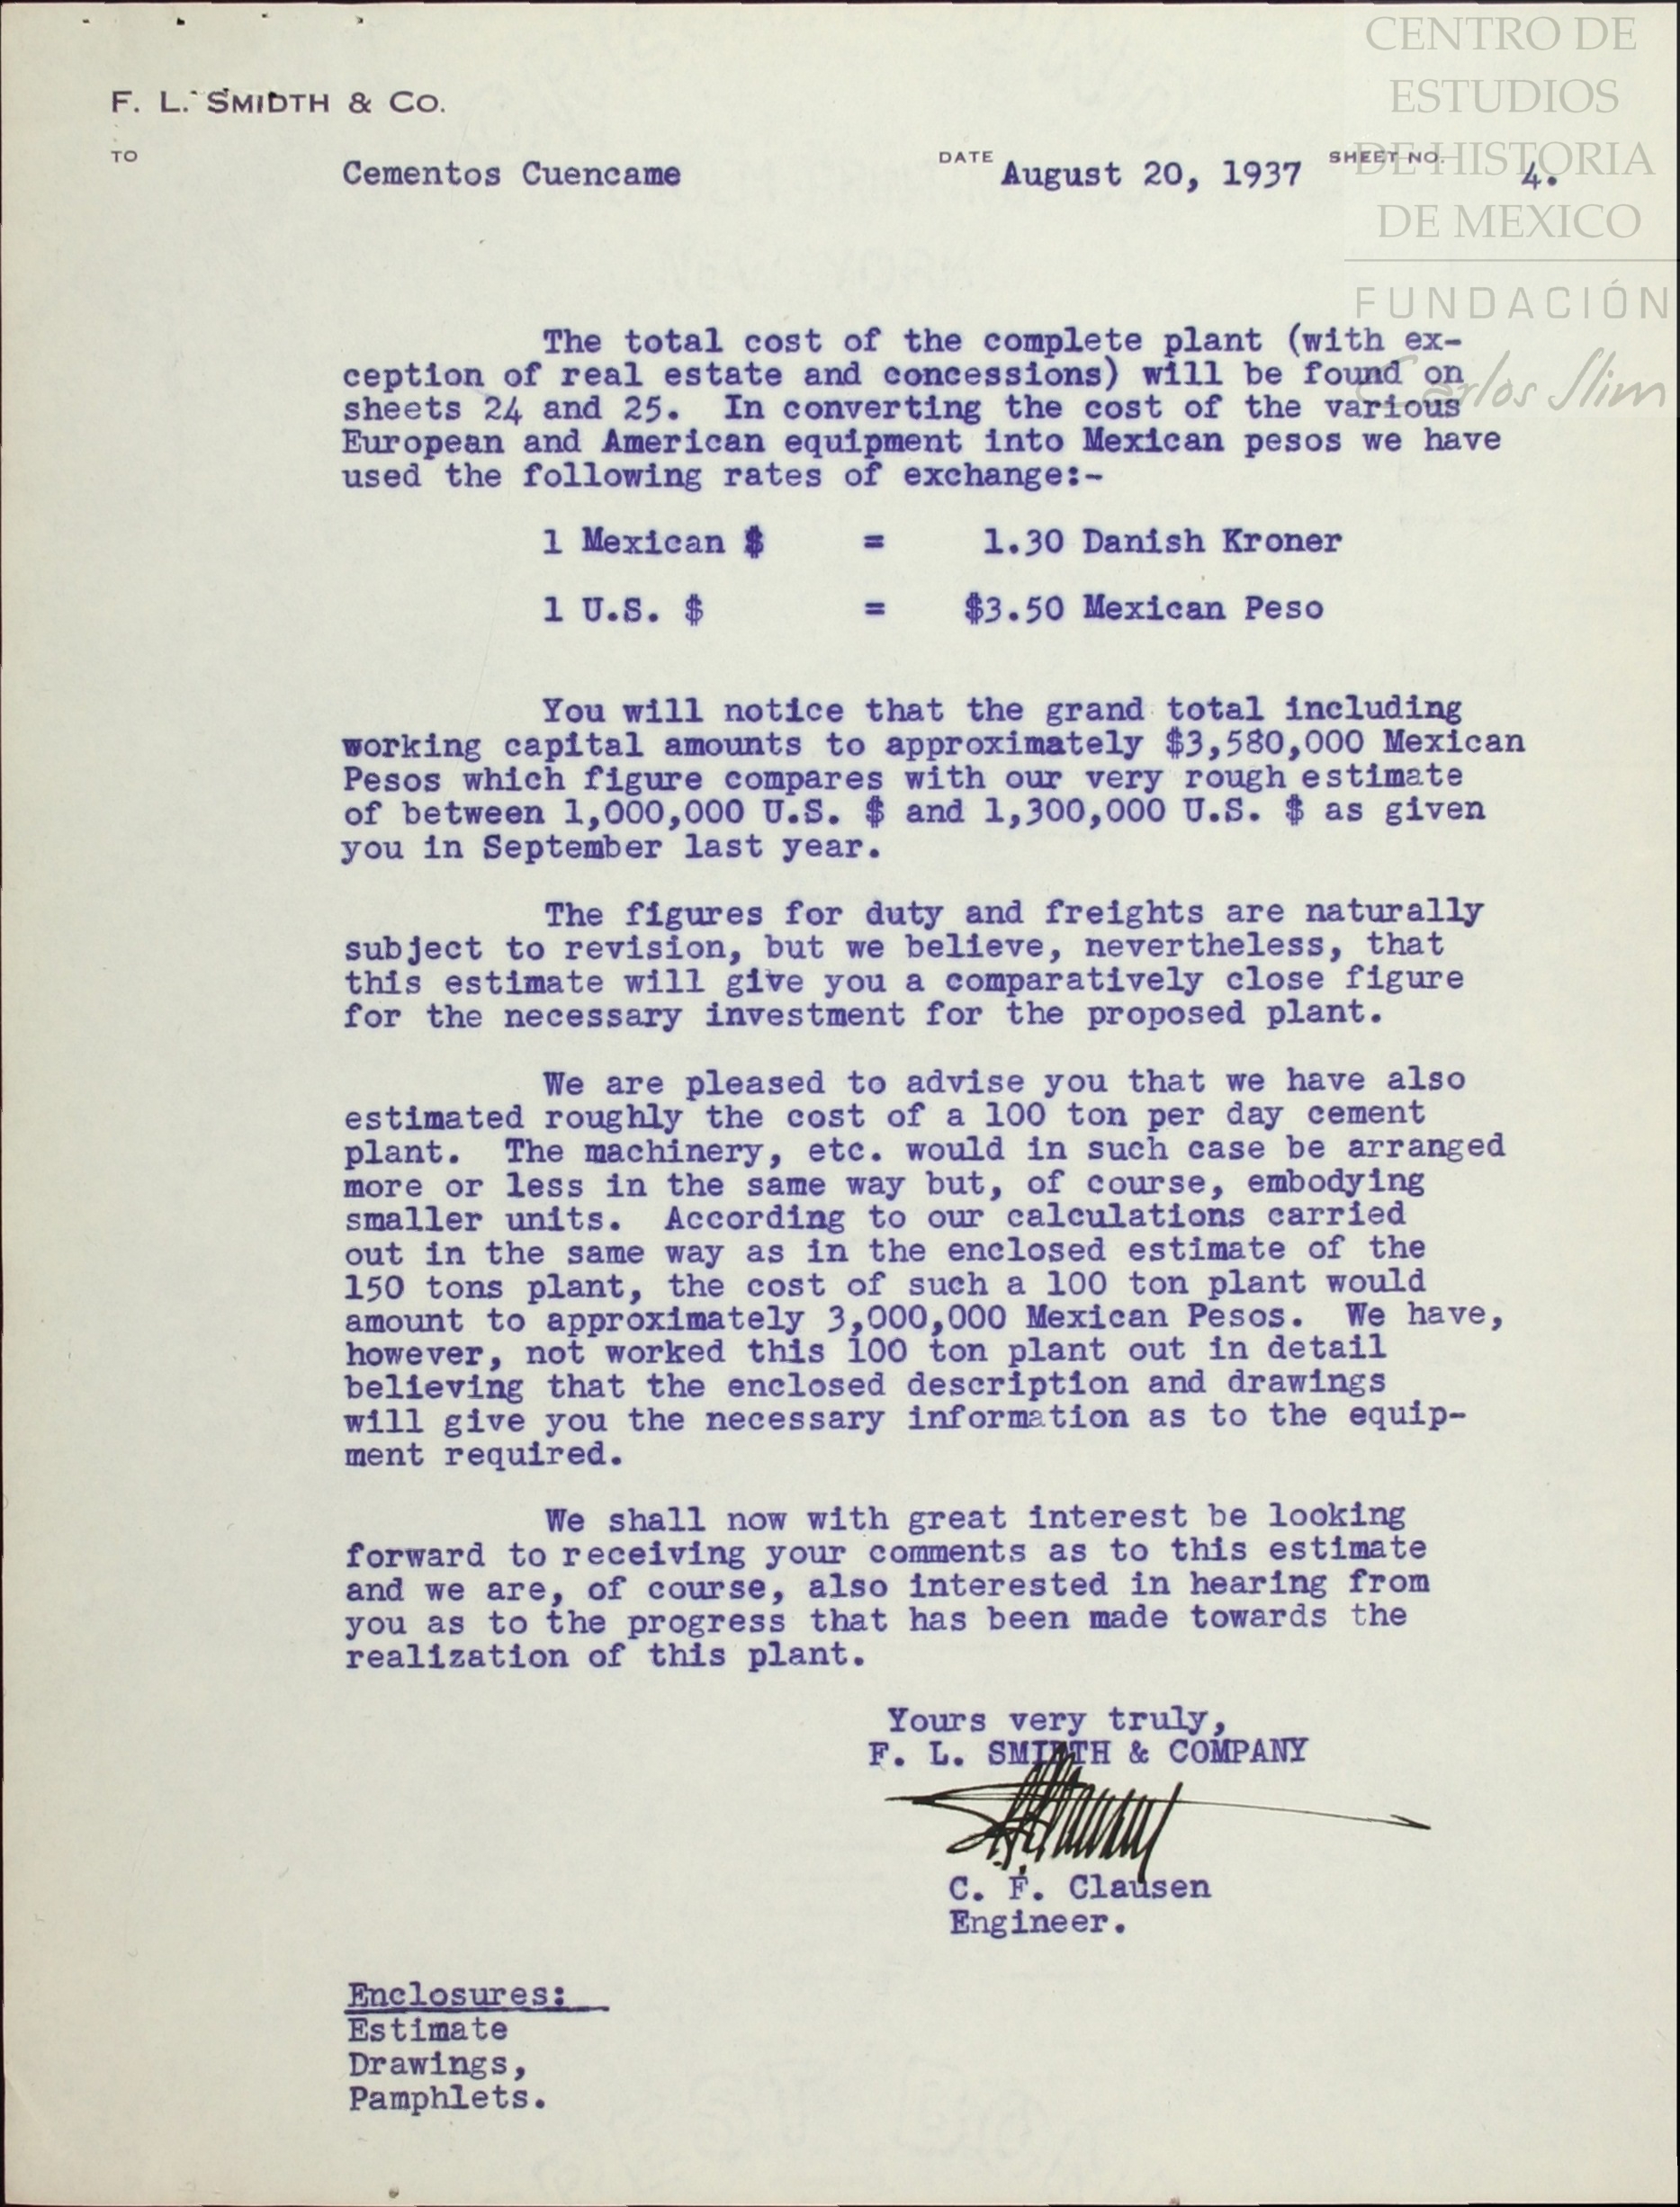 CENTRO DE
ESTUDIOS
DE HISTORIA
DE MEXICO
FUNDACIÓN
Carlos Slim
F. L. SMIDTH & CO.
TO Cementos Cuencame DATE August 20, 1937 SHEET NO. 4.
The total cost of the complete plant (with ex-
ception of real estate and concessions) will be found on
sheets 24 and 25. In converting the cost of the various
European and American equipment into Mexican pesos we have
used the following rates of exchange:-
1 Mexican $ = 1.30 Danish Kroner
1 U.S. $ = $3.50 Mexican Peso
You will notice that the grand total including
working capital amounts to approximately $3,580,000 Mexican
Pesos which figure compares with our very rough estimate
of between 1,000,000 U.S. $ and 1,300,000 U.S. $ as given
you in September last year.
The figures for duty and freights are naturally
subject to revision, but we believe, nevertheless, that
this estimate will give you a comparatively close figure
for the necessary investment for the proposed plant.
We are pleased to advise you that we have also
estimated roughly the cost of a 100 ton per day cement
plant. The machinery, etc. would in such case be arranged
more or less in the same way but, of course, embodying
smaller units. According to our calculations carried
out in the same way as in the enclosed estimate of the
150 tons plant, the cost of such a 100 ton plant would
amount to approximately 3,000,000 Mexican Pesos. We have,
however, not worked this 100 ton plant out in detail
believing that the enclosed description and drawings
will give you the necessary information as to the equip-
ment required.
We shall now with great interest be looking
forward to receiving your comments as to this estimate
and we are, of course, also interested in hearing from
you as to the progress that has been made towards the
realization of this plant.
Yours very truly,
F. L. SMIDTH & COMPANY
C. F. Clausen
Engineer.
Enclosures:
Estimate
Drawings,
Pamphlets.